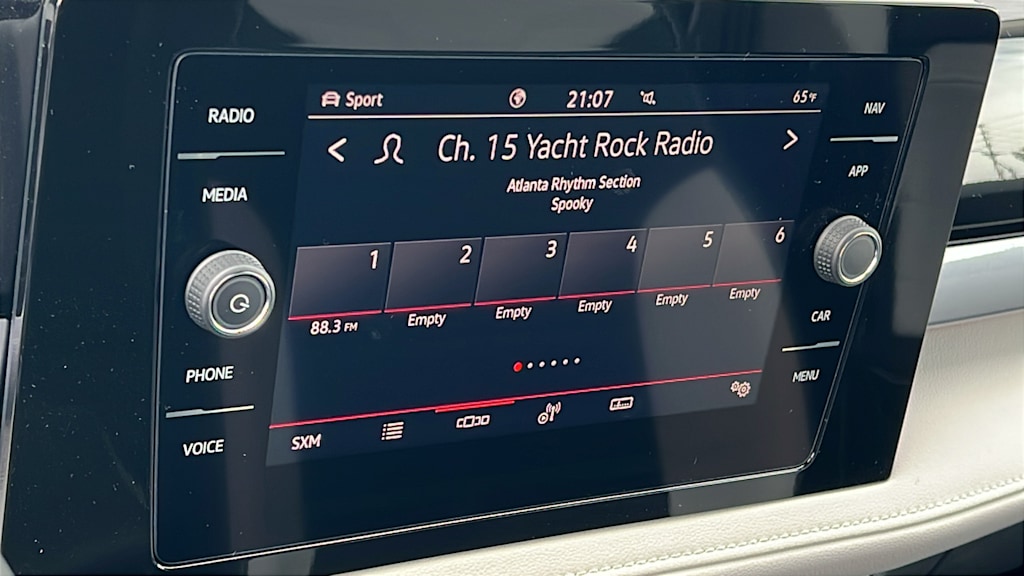 RADIO
MEDIA
PHONE
VOICE
Sport 21:07 65°F
Ch. 15 Yacht Rock Radio
Atlanta Rhythm Section
Spooky
1 2 3 4 5 6
88.3 FM Empty Empty Empty Empty Empty
SXM
NAV
APP
CAR
MENU